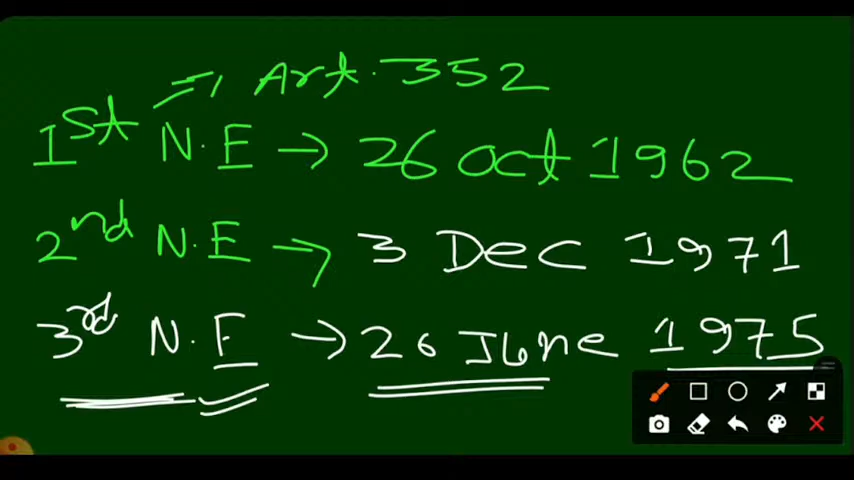 Art. 352
1st N.E → 26 Oct 1962
2nd N.E → 3 Dec 1971
3rd N.E → 26 June 1975